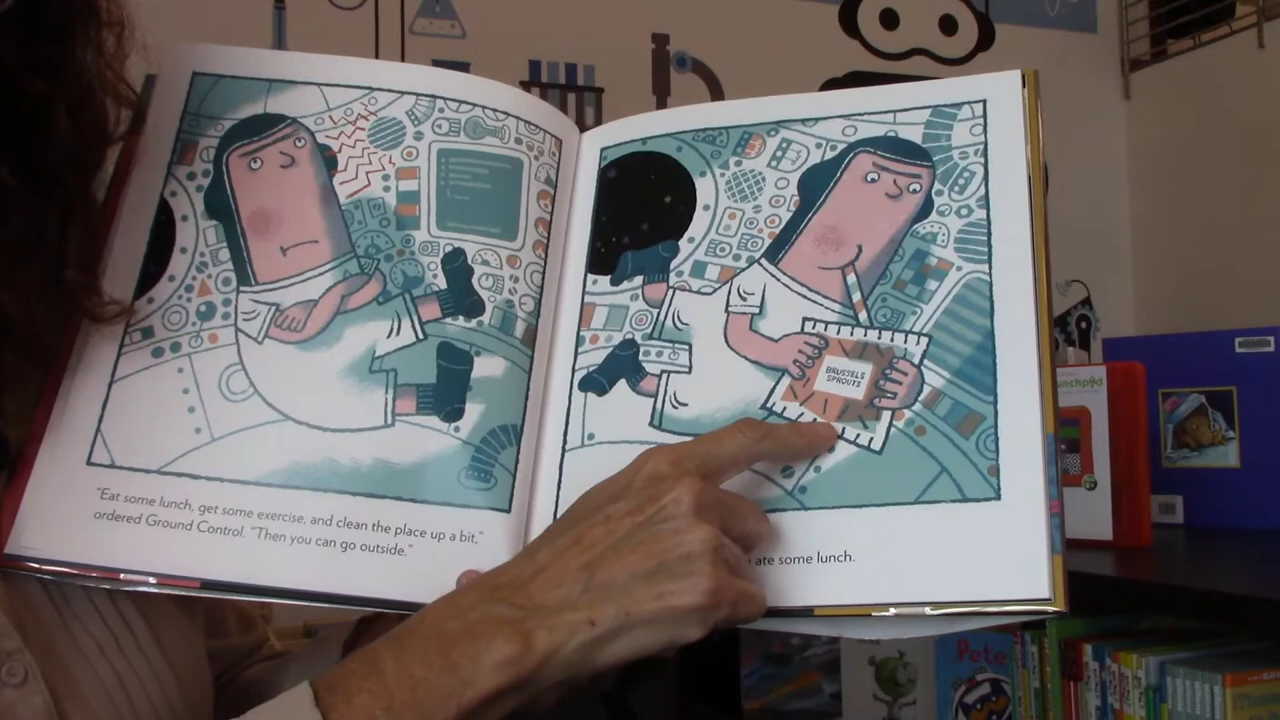 "Eat some lunch, get some exercise, and clean the place up a bit,"
ordered Ground Control. "Then you can go outside."
BRUSSELS
SPROUTS
ate some lunch.
unchpad
Pete